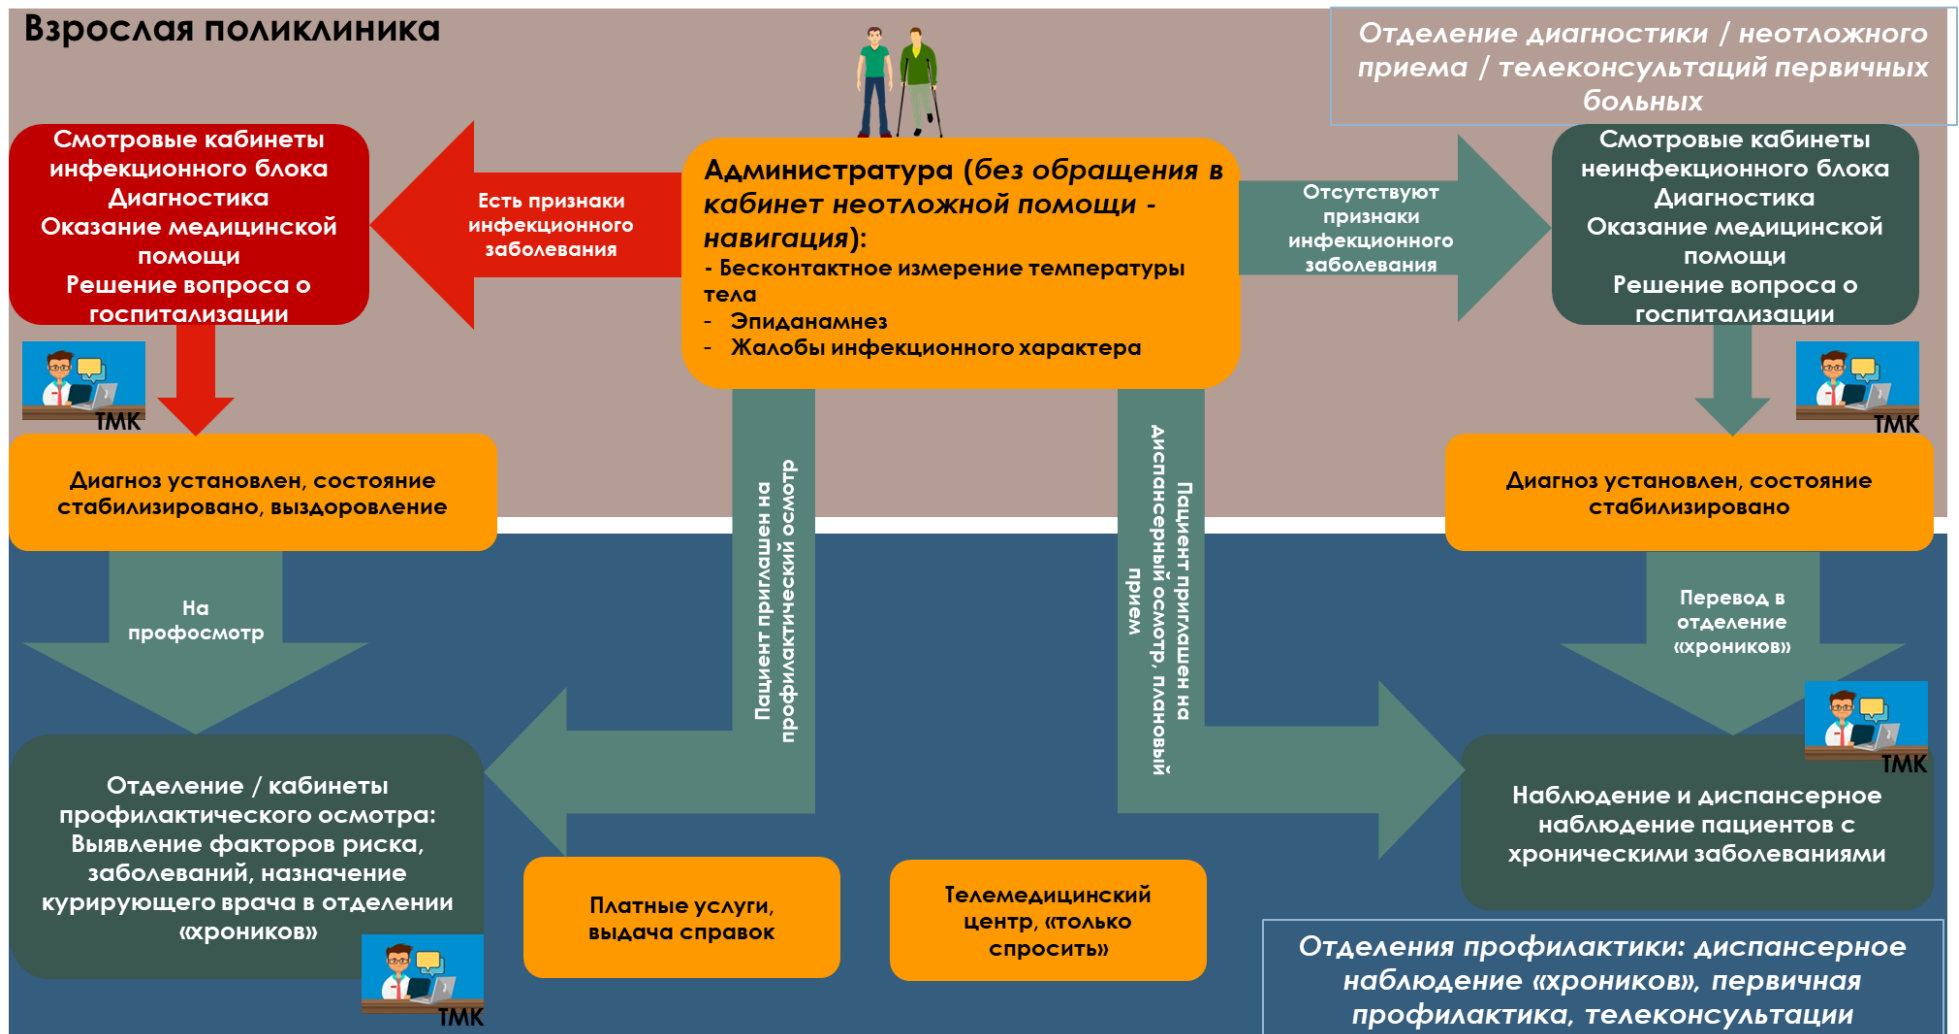 Взрослая поликлиника
Отделение диагностики / неотложного
приема / телеконсультаций первичных
больных
Смотровые кабинеты
инфекционного блока
Диагностика
Оказание медицинской
помощи
Решение вопроса о
госпитализации
Есть признаки
инфекционного
заболевания
Администратура (без обращения в
кабинет неотложной помощи -
навигация):
- Бесконтактное измерение температуры
тела
- Эпиданамнез
- Жалобы инфекционного характера
Отсутствуют
признаки
инфекционного
заболевания
Смотровые кабинеты
неинфекционного блока
Диагностика
Оказание медицинской
помощи
Решение вопроса о
госпитализации
ТМК
ТМК
Диагноз установлен, состояние
стабилизировано, выздоровление
Пациент приглашен на
профилактический осмотр
Пациент приглашен на
диспансерный осмотр, плановый
прием
Диагноз установлен, состояние
стабилизировано
На
профосмотр
Перевод в
отделение
«хроников»
Отделение / кабинеты
профилактического осмотра:
Выявление факторов риска,
заболеваний, назначение
курирующего врача в отделении
«хроников»
ТМК
Платные услуги,
выдача справок
Телемедицинский
центр, «только
спросить»
ТМК
Наблюдение и диспансерное
наблюдение пациентов с
хроническими заболеваниями
Отделения профилактики: диспансерное
наблюдение «хроников», первичная
профилактика, телеконсультации